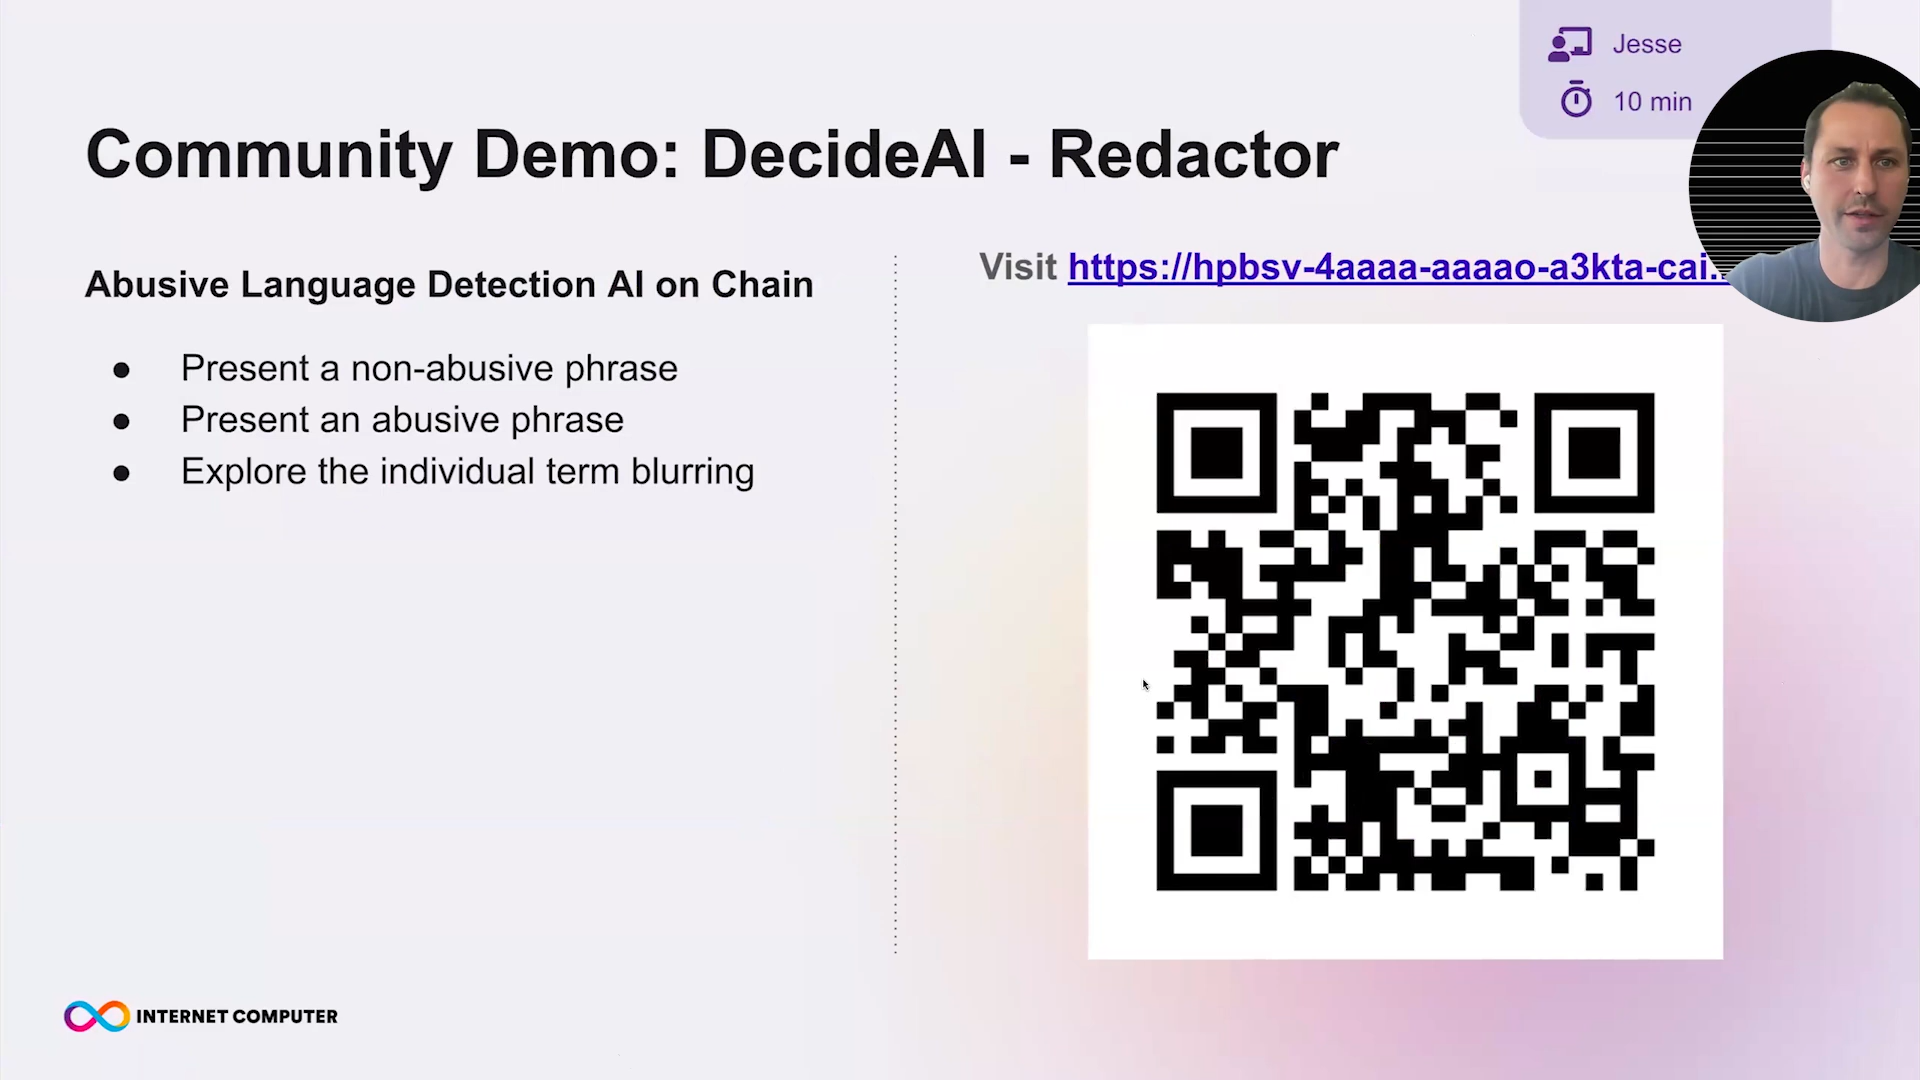 Jesse
10 min
Community Demo: DecideAI - Redactor
Abusive Language Detection AI on Chain
● Present a non-abusive phrase
● Present an abusive phrase
● Explore the individual term blurring
Visit https://hpbsv-4aaaa-aaaao-a3kta-cai.
INTERNET COMPUTER